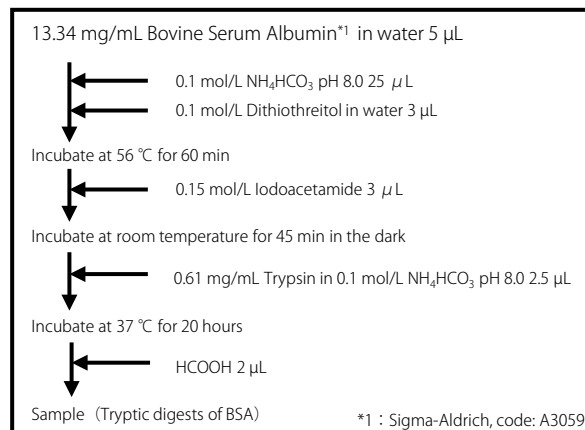 13.34 mg/mL Bovine Serum Albumin*1 in water 5 µL
0.1 mol/L NH4HCO3 pH 8.0 25 μL
0.1 mol/L Dithiothreitol in water 3 µL
Incubate at 56 ℃ for 60 min
0.15 mol/L Iodoacetamide 3 μL
Incubate at room temperature for 45 min in the dark
0.61 mg/mL Trypsin in 0.1 mol/L NH4HCO3 pH 8.0 2.5 µL
Incubate at 37 ℃ for 20 hours
HCOOH 2 µL
Sample（Tryptic digests of BSA）
*1：Sigma-Aldrich, code: A3059